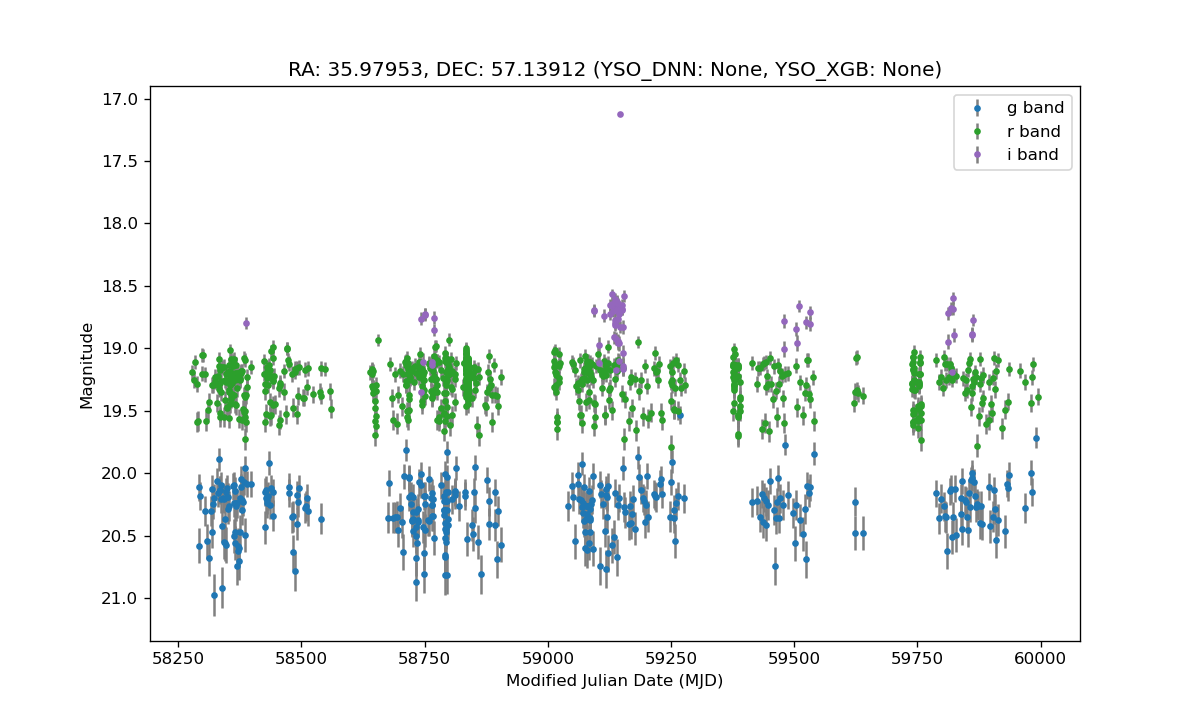 RA: 35.97953, DEC: 57.13912 (YSO_DNN: None, YSO_XGB: None)
g band
r band
i band
17.0
17.5
18.0
18.5
19.0
19.5
20.0
20.5
21.0
Magnitude
58250 58500 58750 59000 59250 59500 59750 60000
Modified Julian Date (MJD)